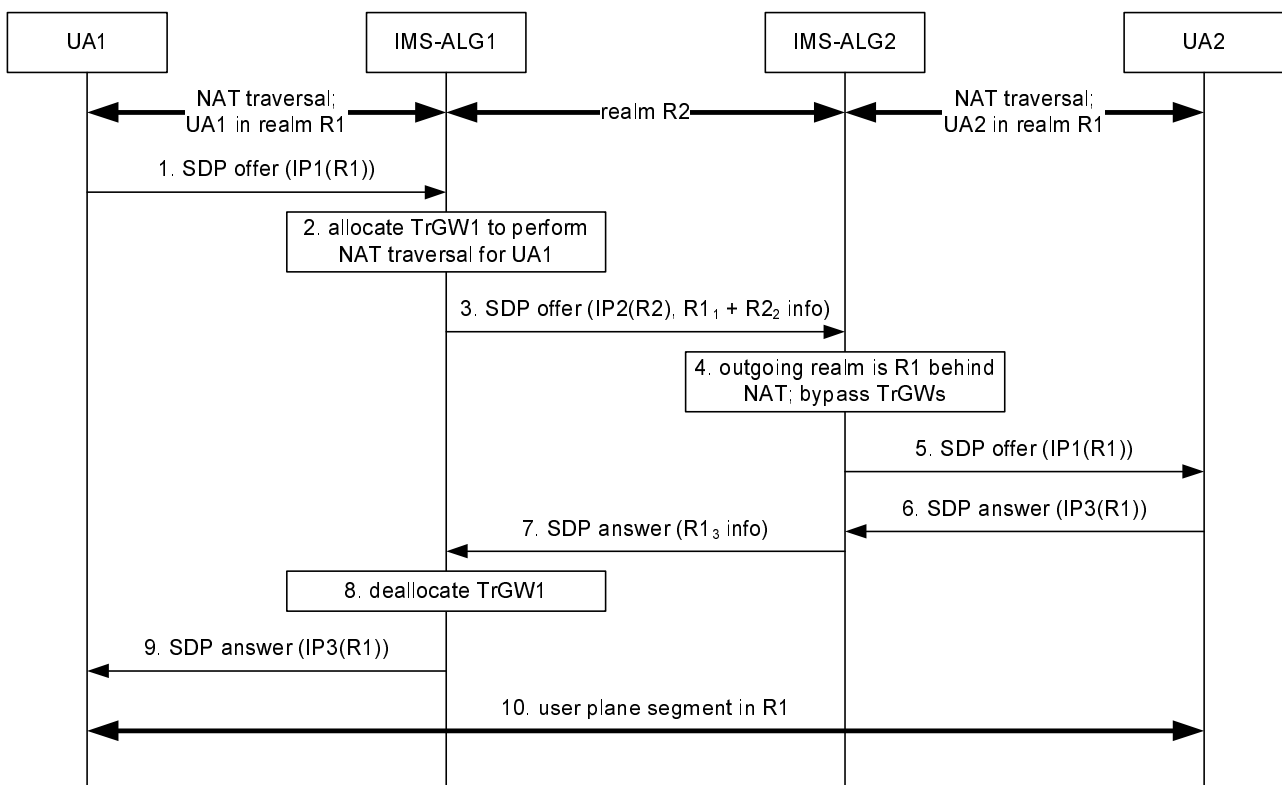 UA1
IMS-ALG1
IMS-ALG2
UA2
NAT traversal;
UA1 in realm R1
realm R2
NAT traversal;
UA2 in realm R1
1. SDP offer (IP1(R1))
2. allocate TrGW1 to perform
NAT traversal for UA1
3. SDP offer (IP2(R2), R1₁ + R2₂ info)
4. outgoing realm is R1 behind
NAT; bypass TrGWs
5. SDP offer (IP1(R1))
6. SDP answer (IP3(R1))
7. SDP answer (R1₃ info)
8. deallocate TrGW1
9. SDP answer (IP3(R1))
10. user plane segment in R1